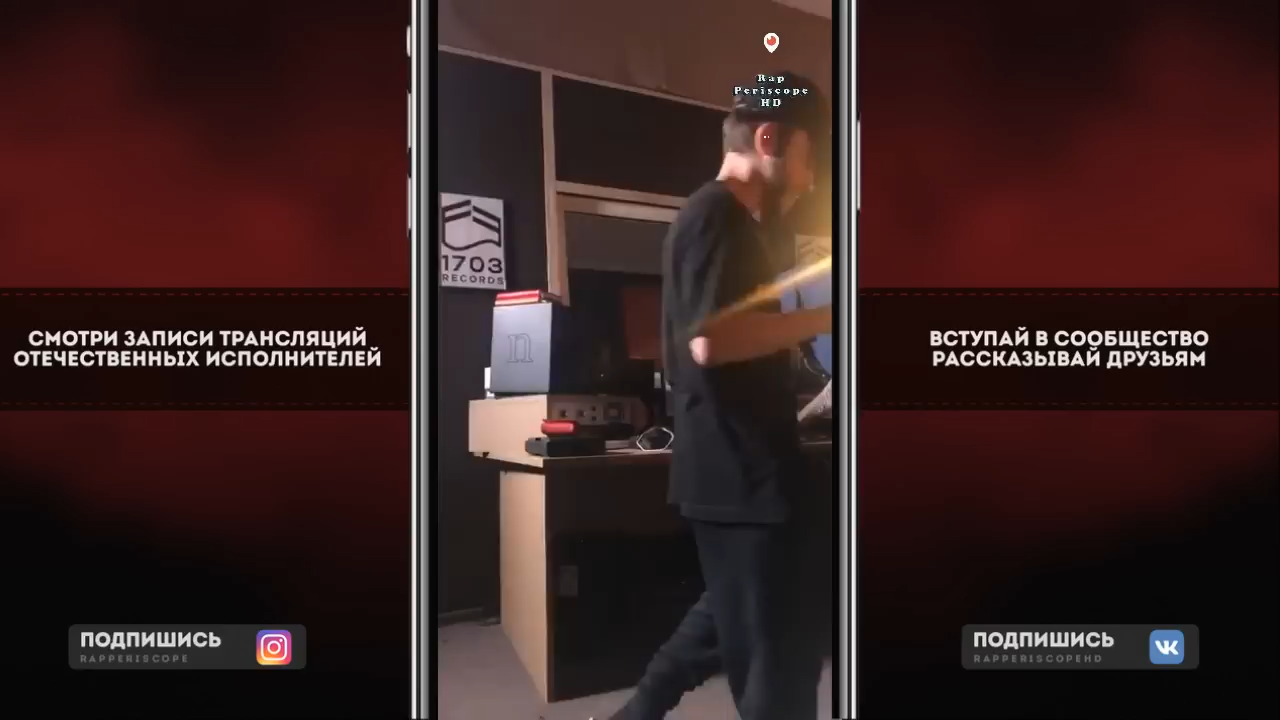 Rap
Periscope
HD
1703
RECORDS
n
СМОТРИ ЗАПИСИ ТРАНСЛЯЦИЙ
ОТЕЧЕСТВЕННЫХ ИСПОЛНИТЕЛЕЙ
ВСТУПАЙ В СООБЩЕСТВО
РАССКАЗЫВАЙ ДРУЗЬЯМ
ПОДПИШИСЬ
RAPPERISCOPE
ПОДПИШИСЬ
RAPPERISCOPEHD